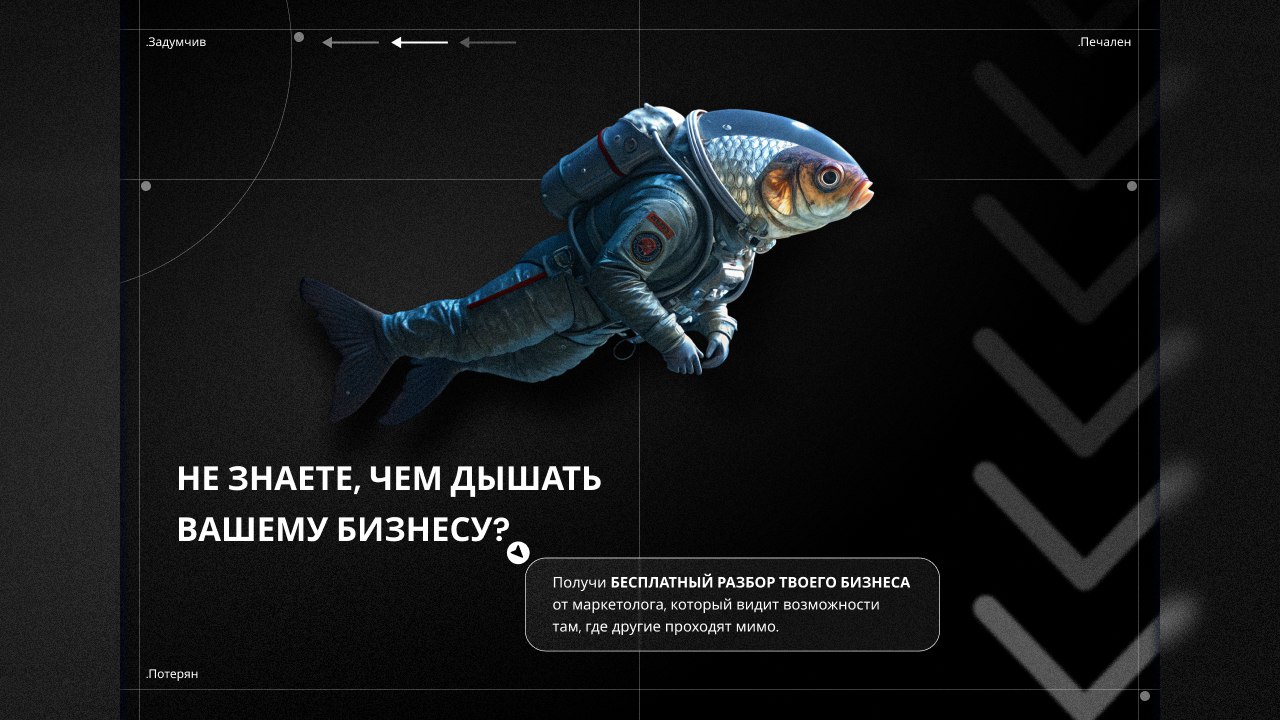 .Задумчив
.Печален
НЕ ЗНАЕТЕ, ЧЕМ ДЫШАТЬ
ВАШЕМУ БИЗНЕСУ?
Получи БЕСПЛАТНЫЙ РАЗБОР ТВОЕГО БИЗНЕСА
от маркетолога, который видит возможности
там, где другие проходят мимо.
.Потерян